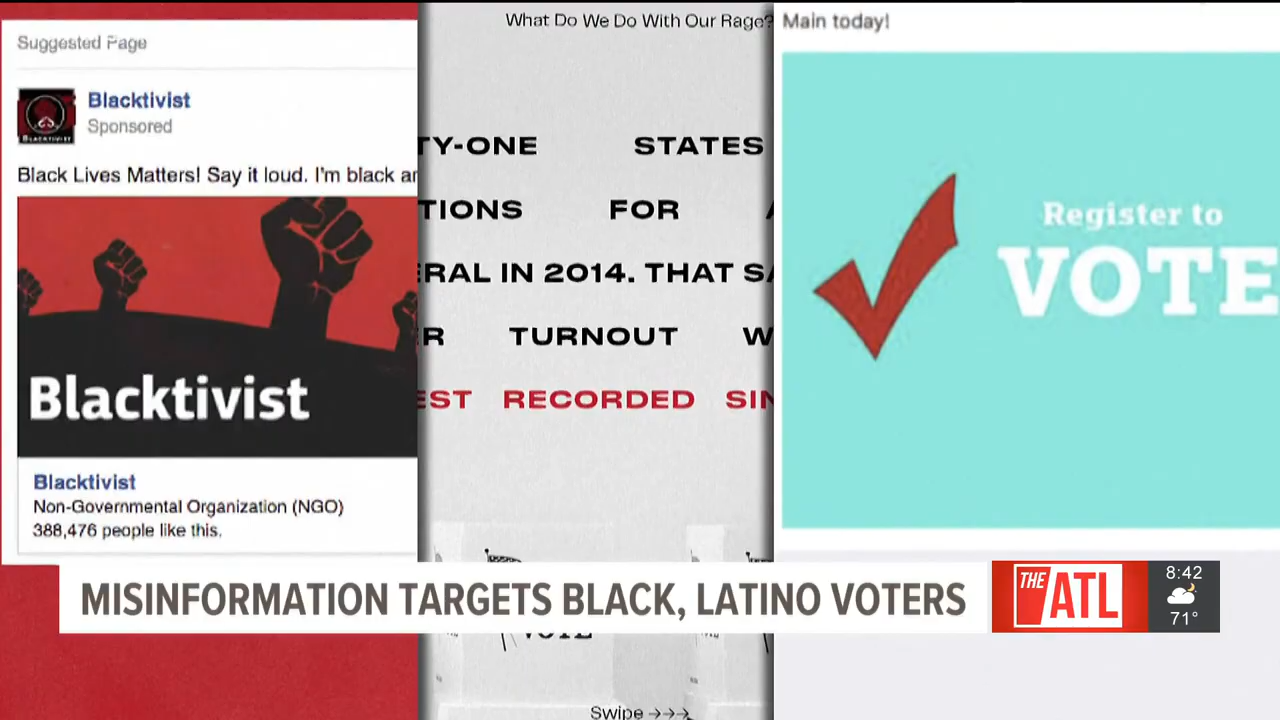 Suggested Page
Blacktivist
Sponsored
Black Lives Matters! Say it loud. I'm black ar
Blacktivist
Blacktivist
Non-Governmental Organization (NGO)
388,476 people like this.
What Do We Do With Our Rage?
TY-ONE STATES
TIONS FOR
ERAL IN 2014. THAT SA
R TURNOUT W
EST RECORDED SIN
VOTE
Swipe →→→
Main today!
Register to
VOTE
MISINFORMATION TARGETS BLACK, LATINO VOTERS
THE
ATL
8:42
71°